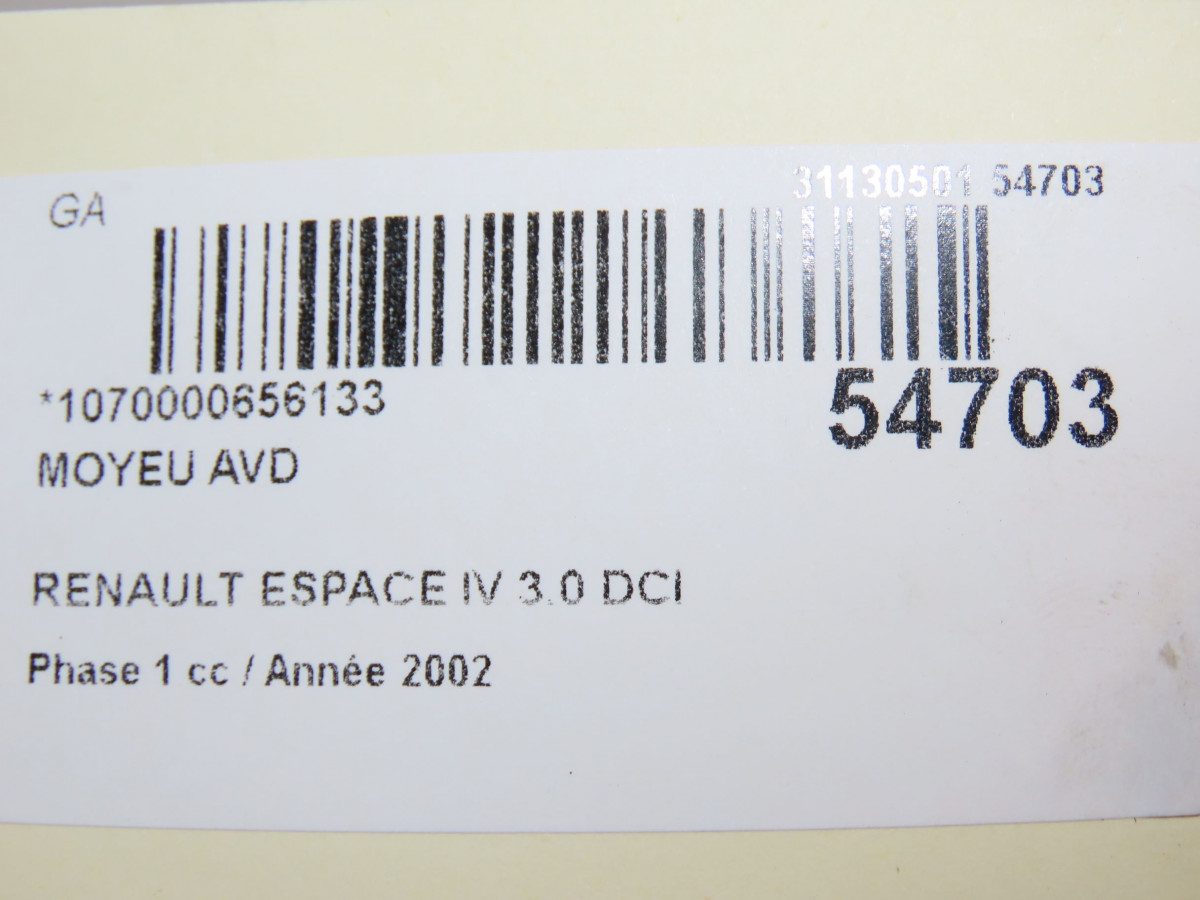 GA
31130501 54703
*1070000656133
54703
MOYEU AVD
RENAULT ESPACE IV 3.0 DCI
Phase 1 cc / Année 2002